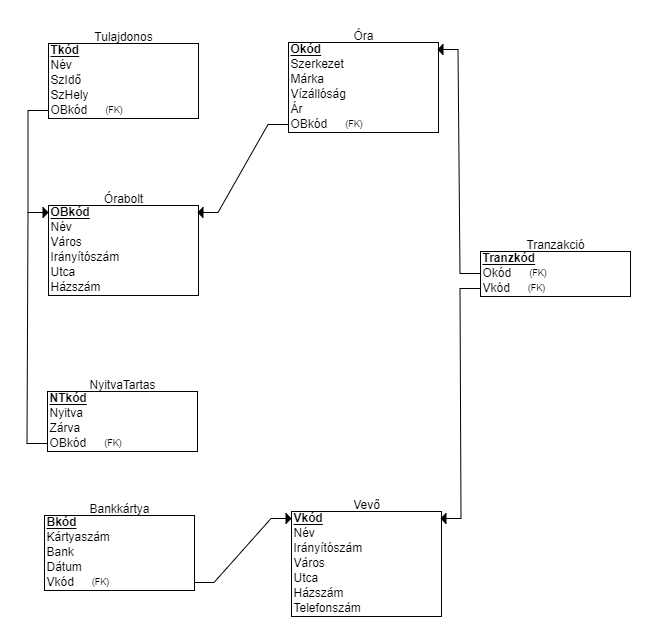 Tulajdonos
Tkód
Név
SzIdő
SzHely
OBkód (FK)
Óra
Okód
Szerkezet
Márka
Vízállóság
Ár
OBkód (FK)
Órabolt
OBkód
Név
Város
Irányítószám
Utca
Házszám
Tranzakció
Tranzkód
Okód (FK)
Vkód (FK)
NyitvaTartas
NTkód
Nyitva
Zárva
OBkód (FK)
Bankkártya
Bkód
Kártyaszám
Bank
Dátum
Vkód (FK)
Vevő
Vkód
Név
Irányítószám
Város
Utca
Házszám
Telefonszám